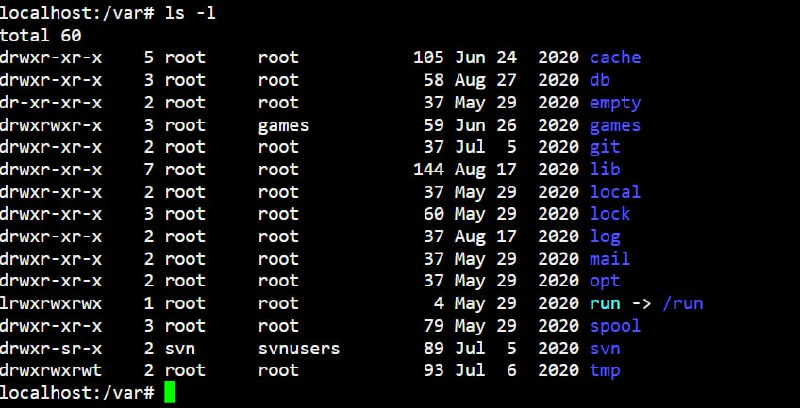 localhost:/var# ls -l
total 60
drwxr-xr-x    5 root     root           105 Jun 24  2020 cache
drwxr-xr-x    3 root     root            58 Aug 27  2020 db
dr-xr-xr-x    2 root     root            37 May 29  2020 empty
drwxrwxr-x    3 root     games           59 Jun 26  2020 games
drwxr-xr-x    2 root     root            37 Jul  5  2020 git
drwxr-xr-x    7 root     root           144 Aug 17  2020 lib
drwxr-xr-x    2 root     root            37 May 29  2020 local
drwxr-xr-x    3 root     root            60 May 29  2020 lock
drwxr-xr-x    2 root     root            37 Aug 17  2020 log
drwxr-xr-x    2 root     root            37 May 29  2020 mail
drwxr-xr-x    2 root     root            37 May 29  2020 opt
lrwxrwxrwx    1 root     root             4 May 29  2020 run -> /run
drwxr-xr-x    3 root     root            79 May 29  2020 spool
drwxr-sr-x    2 svn      svnusers        89 Jul  5  2020 svn
drwxrwxrwt    2 root     root            93 Jul  6  2020 tmp
localhost:/var#